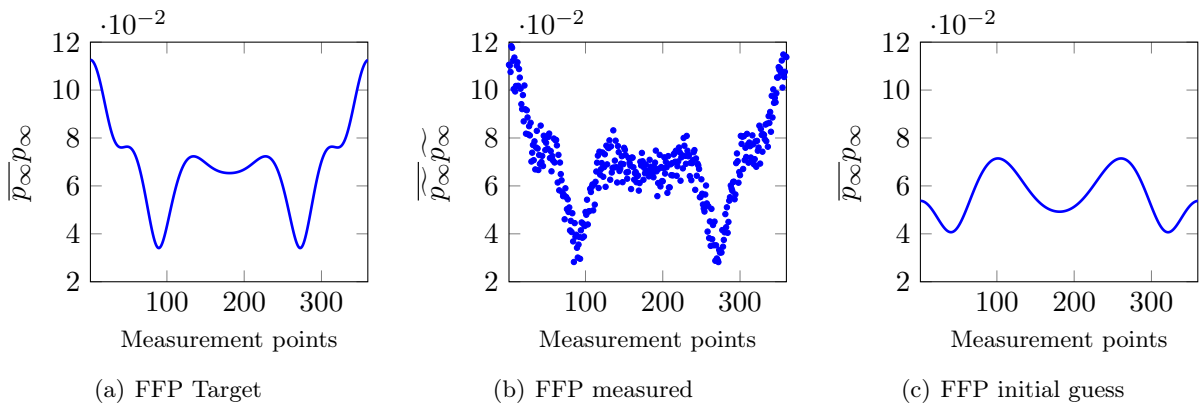 ·10⁻²
12
10
8
6
4
2
100 200 300
p̅∞p∞
Measurement points
(a) FFP Target
·10⁻²
12
10
8
6
4
2
100 200 300
p̃̅∞p̃∞
Measurement points
(b) FFP measured
·10⁻²
12
10
8
6
4
2
100 200 300
p̅∞p∞
Measurement points
(c) FFP initial guess